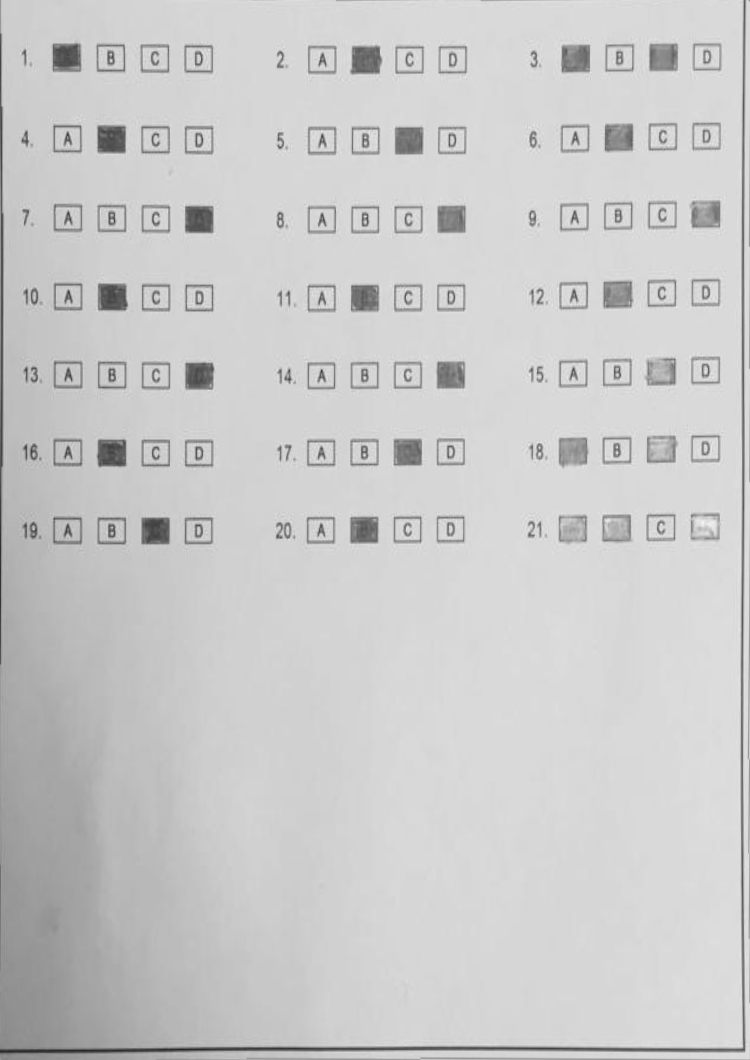 1. B C D 2. A C D 3. B D
4. A C D 5. A B D 6. A C D
7. A B C 8. A B C 9. A B C
10. A C D 11. A C D 12. A C D
13. A B C 14. A B C 15. A B D
16. A C D 17. A B D 18. B D
19. A B D 20. A C D 21. C